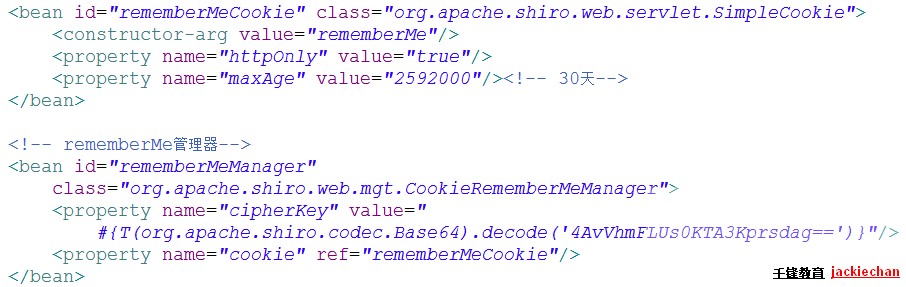 <bean id="rememberMeCookie" class="org.apache.shiro.web.servlet.SimpleCookie">
    <constructor-arg value="rememberMe"/>
    <property name="httpOnly" value="true"/>
    <property name="maxAge" value="2592000"/><!-- 30天-->
</bean>

<!-- rememberMe管理器-->
<bean id="rememberMeManager"
    class="org.apache.shiro.web.mgt.CookieRememberMeManager">
    <property name="cipherKey" value="
        #{T(org.apache.shiro.codec.Base64).decode('4AvVhmFLUs0KTA3Kprsdag==')}"/>
    <property name="cookie" ref="rememberMeCookie"/>
</bean>
千锋教育 jackiechan